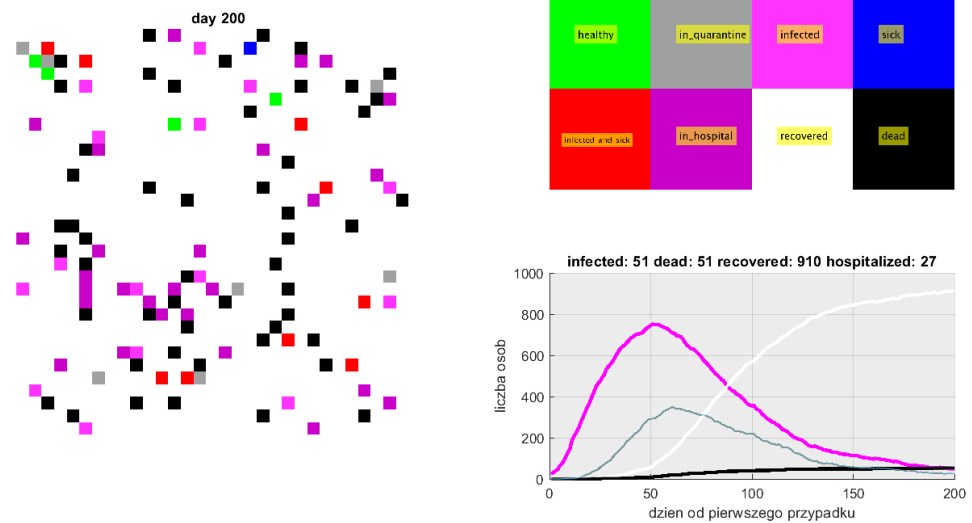 day 200
healthy
in_quarantine
infected
sick
infected and sick
in_hospital
recovered
dead
infected: 51 dead: 51 recovered: 910 hospitalized: 27
1000
800
600
400
200
0
liczba osob
0 50 100 150 200
dzien od pierwszego przypadku